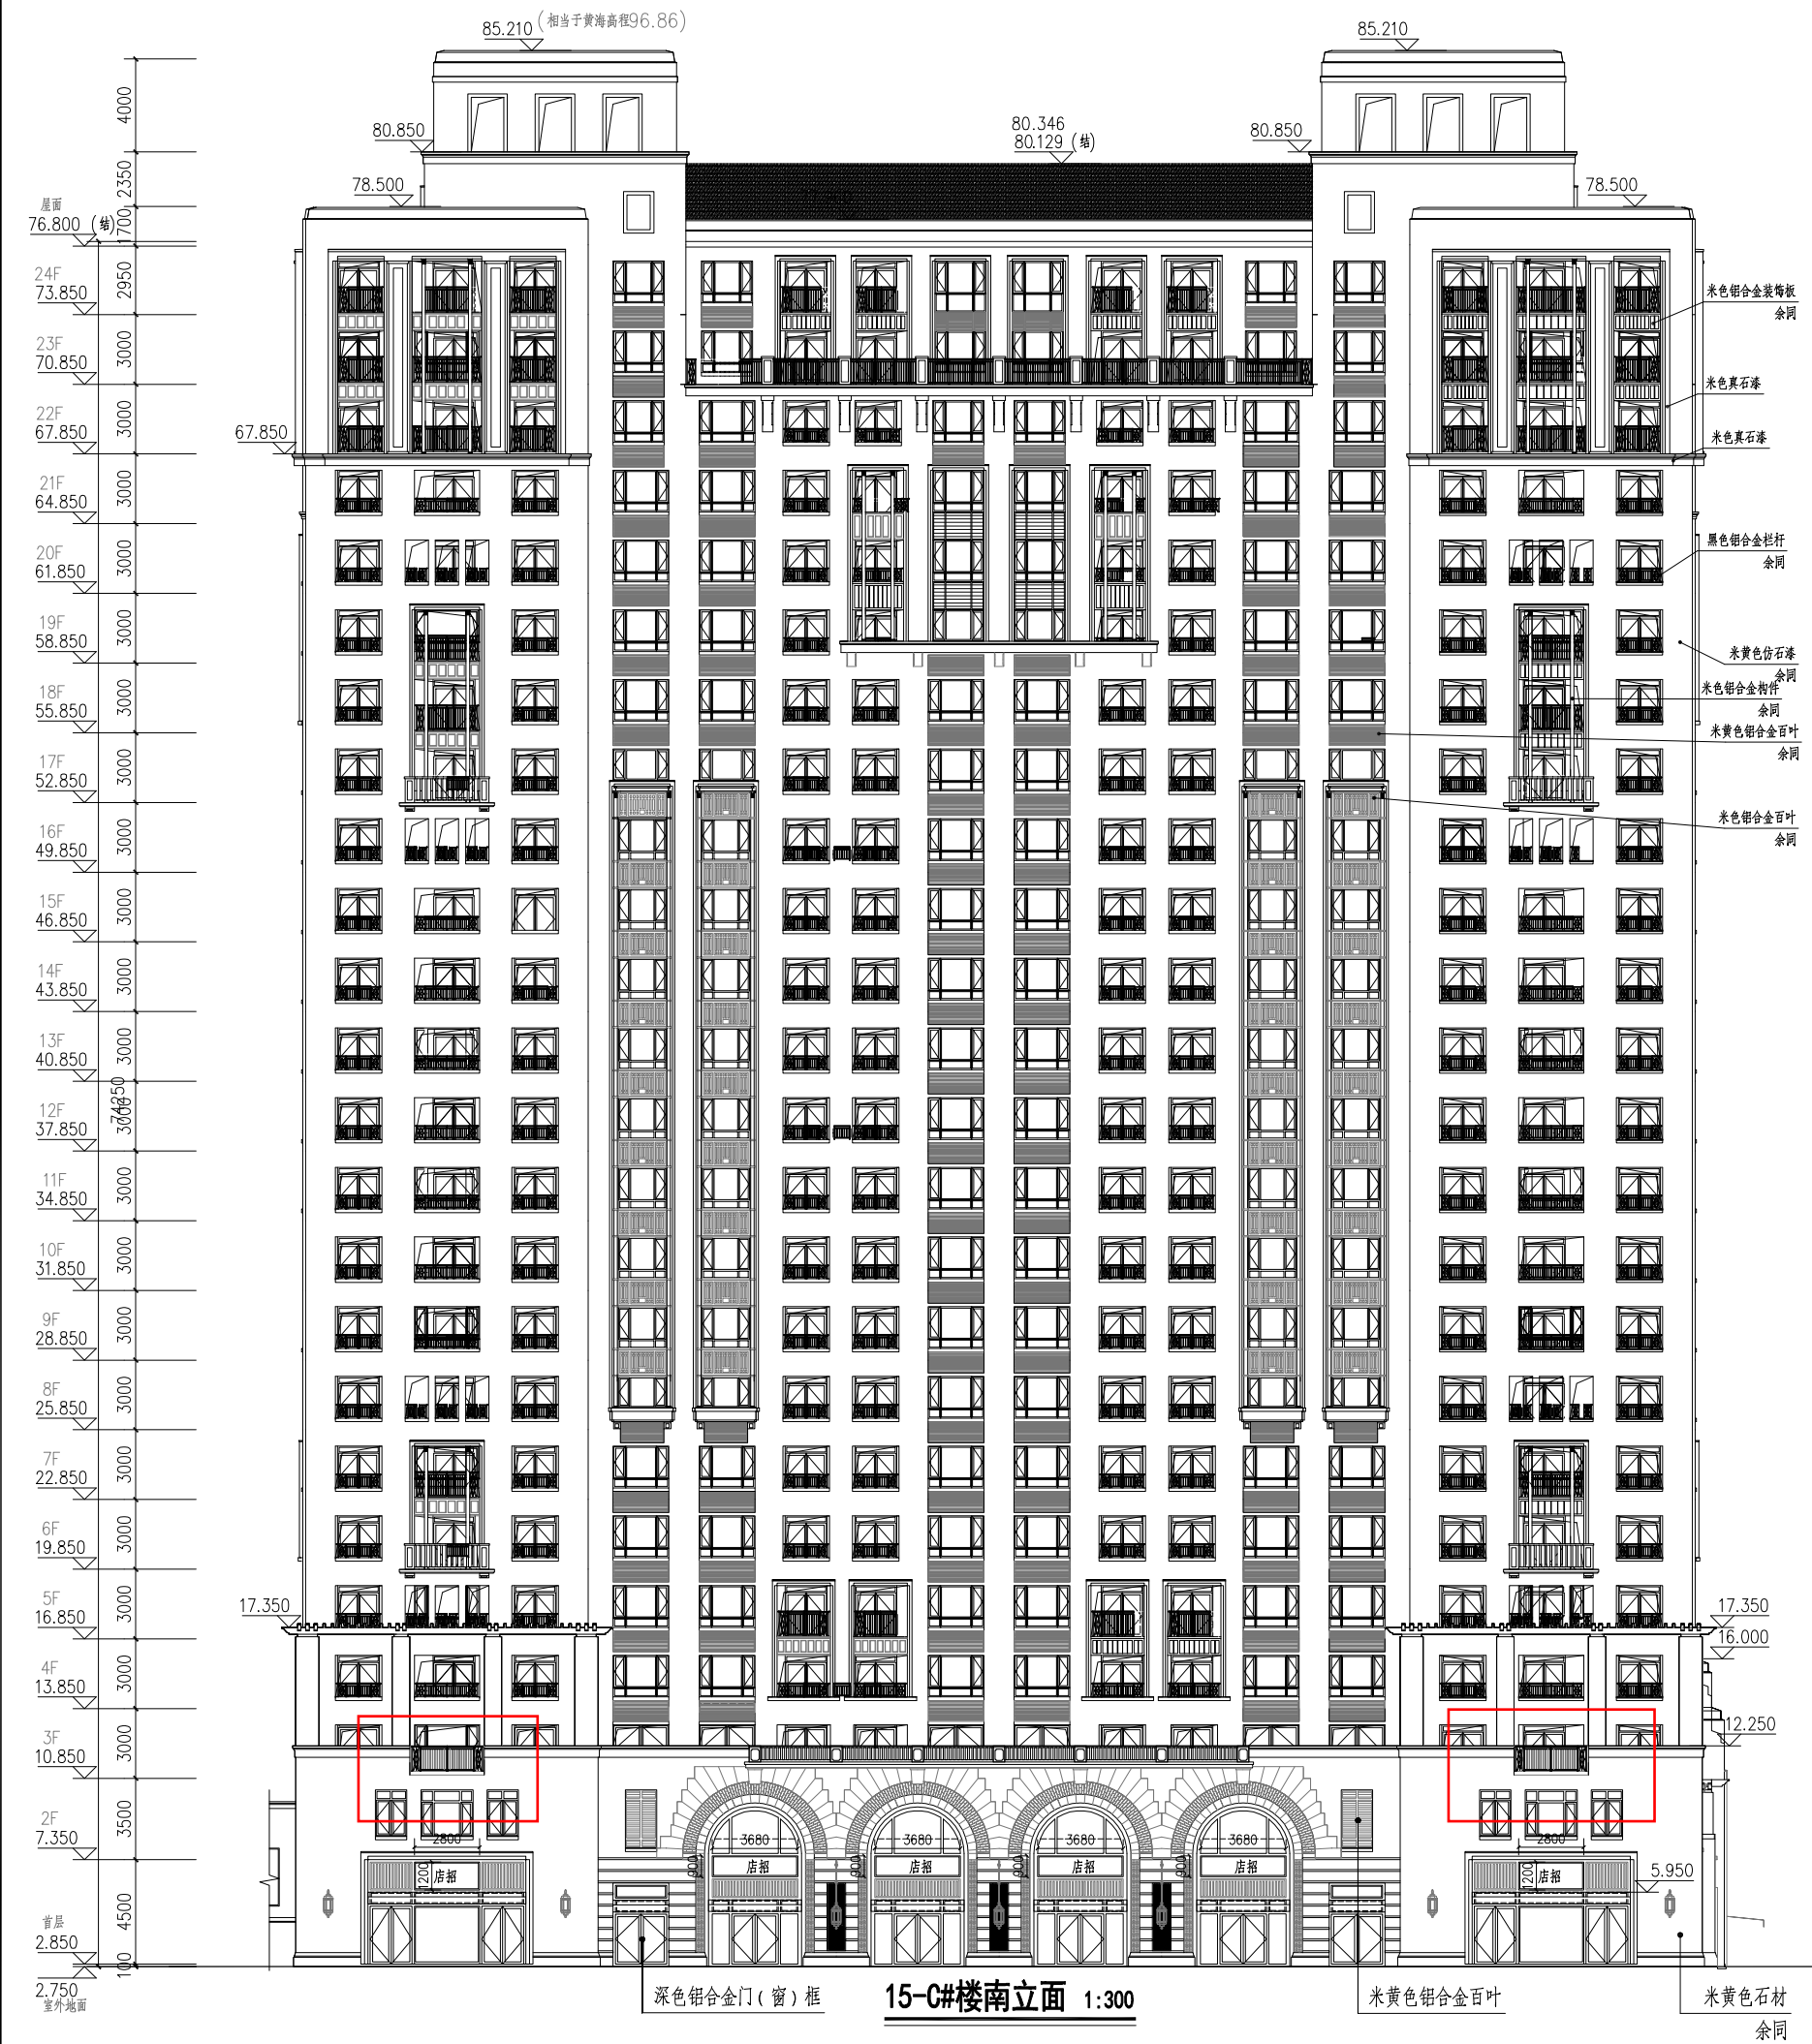 85.210 (相当于黄海高程96.86)
85.210
4000
80.850
80.346
80.129 (结)
80.850
2350
78.500
78.500
屋面
76.800 (结)
1700
24F
73.850
2950
米色铝合金装饰板
余同
23F
70.850
3000
米色真石漆
22F
67.850
3000
67.850
米色真石漆
21F
64.850
3000
20F
61.850
3000
黑色铝合金栏杆
余同
19F
58.850
3000
米黄色仿石漆
余同
18F
55.850
3000
米色铝合金构件
余同
米黄色铝合金百叶
余同
17F
52.850
3000
米色铝合金百叶
余同
16F
49.850
3000
15F
46.850
3000
14F
43.850
3000
13F
40.850
3000
74250
12F
37.850
3000
11F
34.850
3000
10F
31.850
3000
9F
28.850
3000
8F
25.850
3000
7F
22.850
3000
6F
19.850
3000
5F
16.850
3000
17.350
17.350
16.000
4F
13.850
3000
3F
10.850
3000
12.250
2F
7.350
3500
2800
3680
3680
3680
3680
2800
900
900
900
900
1200
店招
店招
店招
店招
店招
1200
店招
5.950
4500
首层
2.850
100
2.750
室外地面
深色铝合金门(窗)框
15-C#楼南立面 1:300
米黄色铝合金百叶
米黄色石材
余同